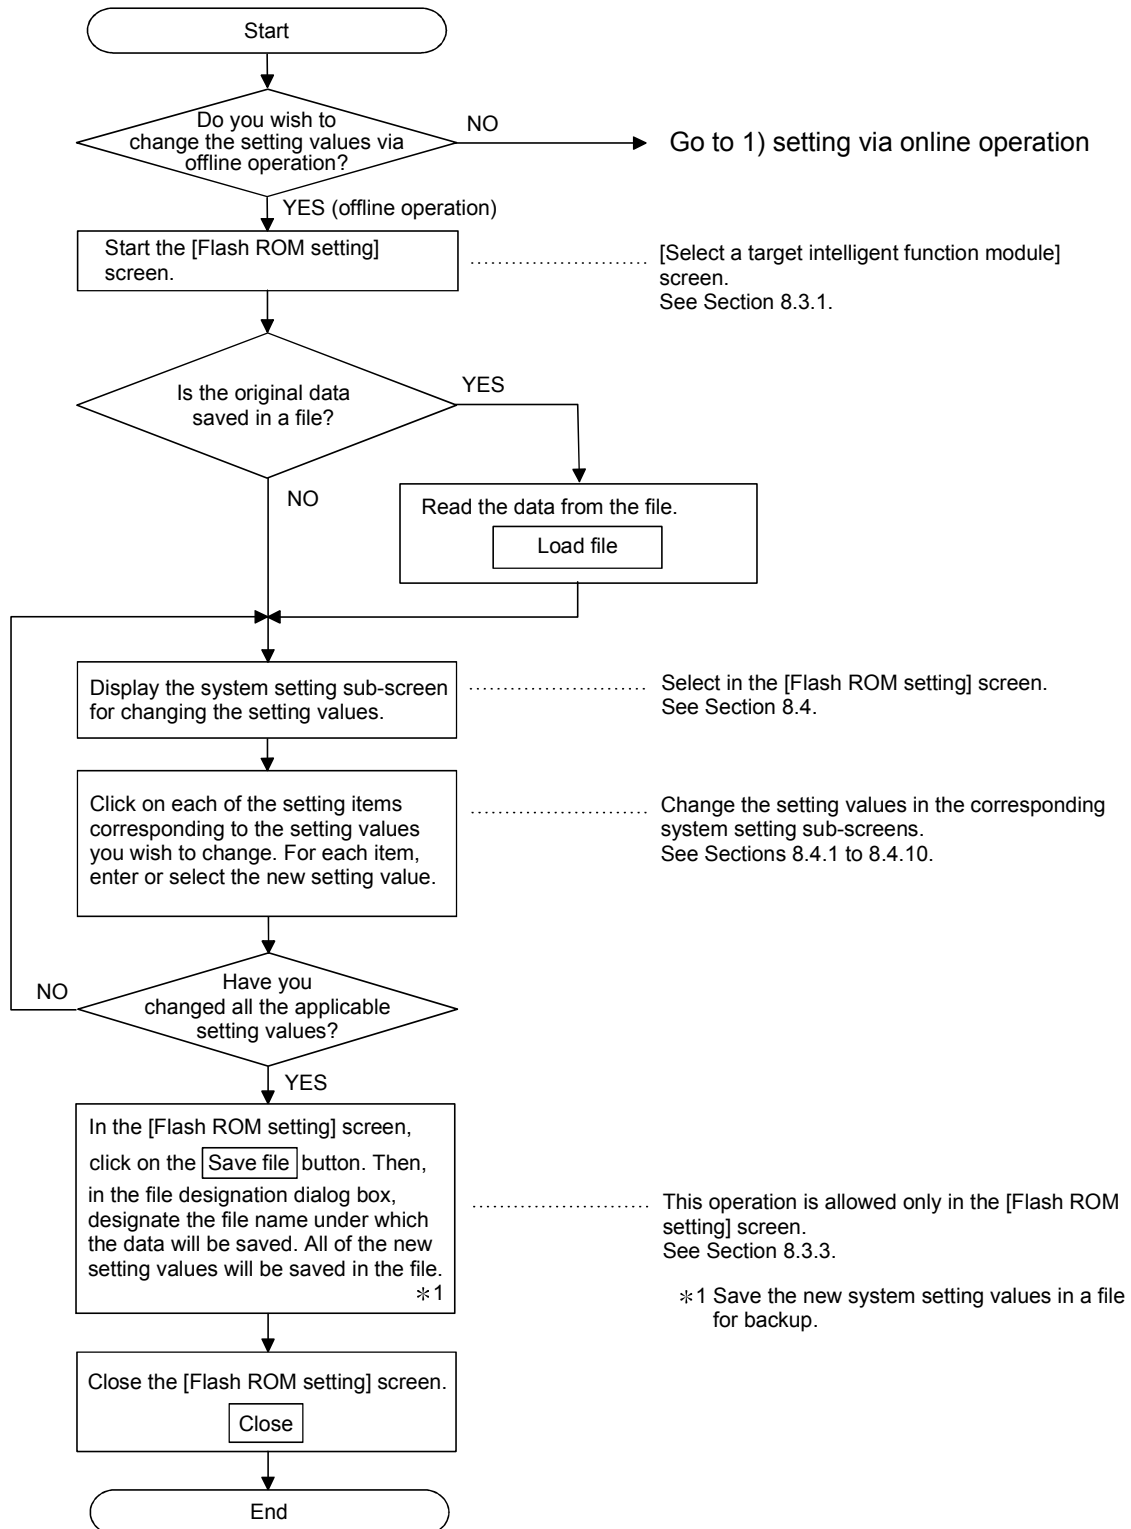 Start
Do you wish to
change the setting values via
offline operation?
NO
Go to 1) setting via online operation
YES (offline operation)
Start the [Flash ROM setting]
screen.
[Select a target intelligent function module]
screen.
See Section 8.3.1.
Is the original data
saved in a file?
YES
NO
Read the data from the file.
Load file
Display the system setting sub-screen
for changing the setting values.
Select in the [Flash ROM setting] screen.
See Section 8.4.
Click on each of the setting items
corresponding to the setting values
you wish to change. For each item,
enter or select the new setting value.
Change the setting values in the corresponding
system setting sub-screens.
See Sections 8.4.1 to 8.4.10.
Have you
changed all the applicable
setting values?
NO
YES
In the [Flash ROM setting] screen,
click on the Save file button. Then,
in the file designation dialog box,
designate the file name under which
the data will be saved. All of the new
setting values will be saved in the file.
*1
This operation is allowed only in the [Flash ROM
setting] screen.
See Section 8.3.3.
*1 Save the new system setting values in a file
for backup.
Close the [Flash ROM setting] screen.
Close
End